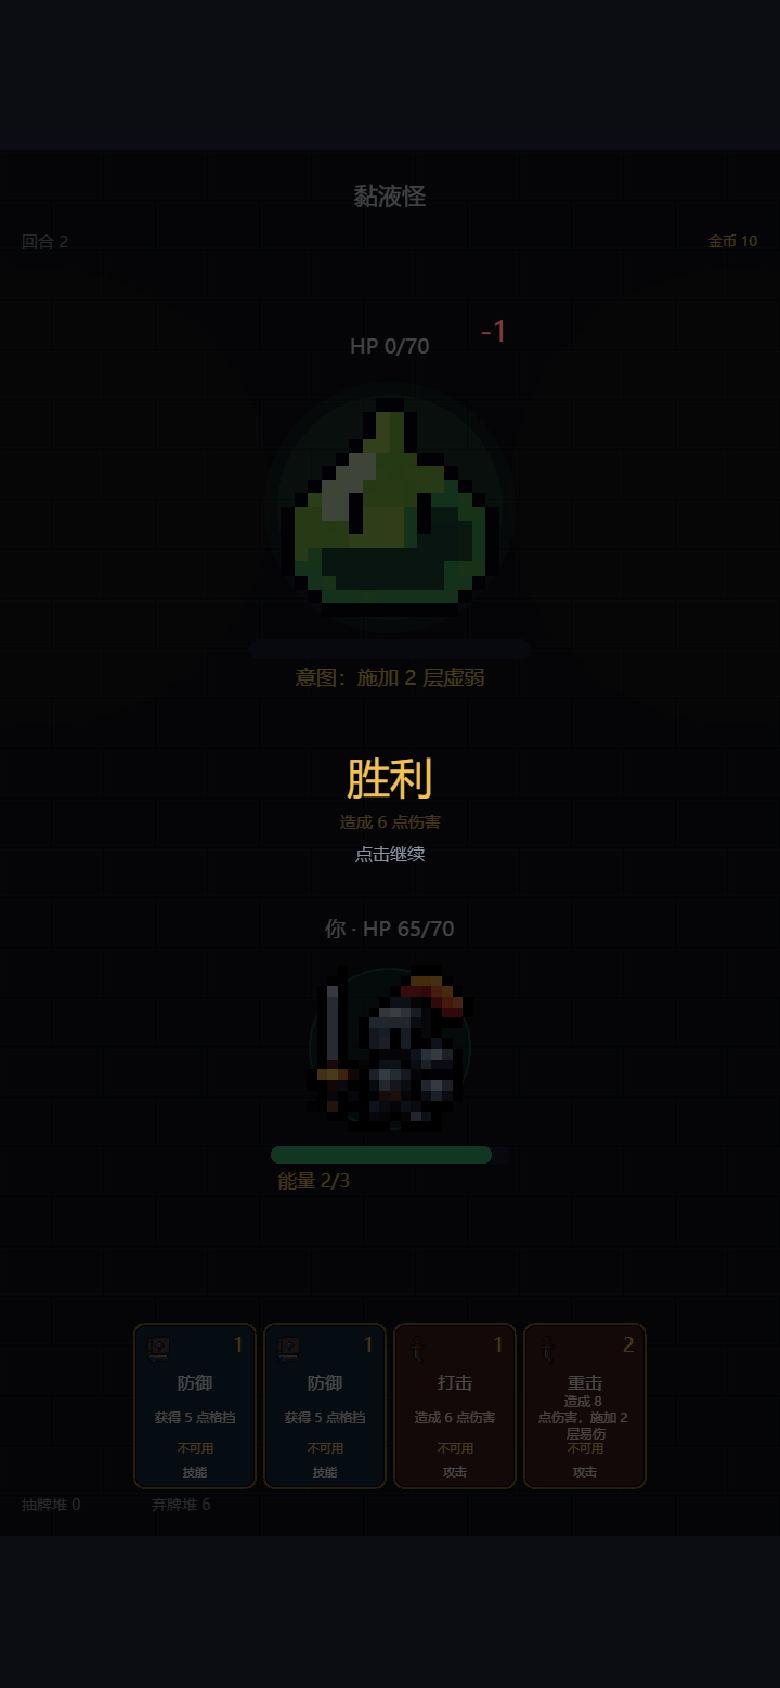 黏液怪
回合 2
金币 10
-1
HP 0/70
意图：施加 2 层虚弱
胜利
造成 6 点伤害
点击继续
你 · HP 65/70
能量 2/3
1
防御
获得 5 点格挡
不可用
技能
1
防御
获得 5 点格挡
不可用
技能
1
打击
造成 6 点伤害
不可用
攻击
2
重击
造成 8
点伤害，施加 2
层易伤
不可用
攻击
抽牌堆 0
弃牌堆 6